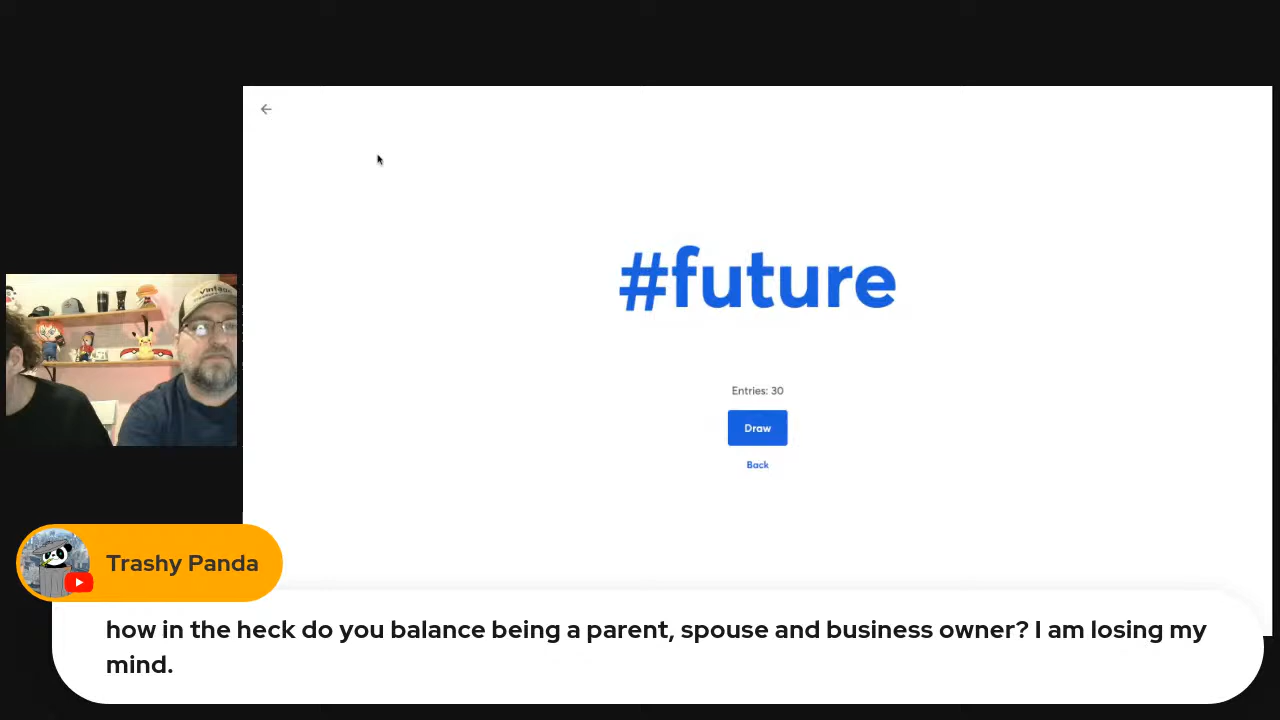 #future
Entries: 30
Draw
Back
Trashy Panda
how in the heck do you balance being a parent, spouse and business owner? I am losing my
mind.